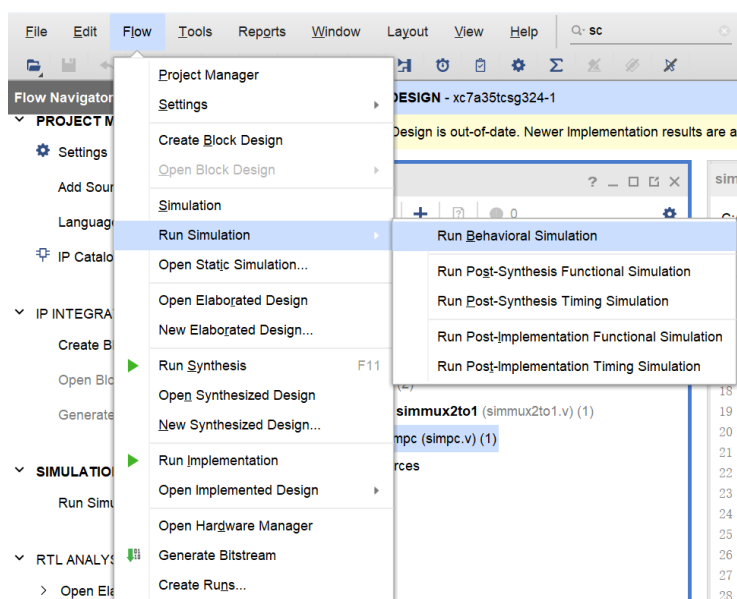 File Edit Flow Tools Reports Window Layout View Help sc
Flow Navigator
DESIGN - xc7a35tcsg324-1
Design is out-of-date. Newer Implementation results are a
PROJECT M
Settings
Add Sour
Language
IP Catalo
IP INTEGRA
Create B
Open Blo
Generate
SIMULATIO
Run Simu
RTL ANALYS
Open Ela
Project Manager
Settings
Create Block Design
Open Block Design
Simulation
Run Simulation
Open Static Simulation...
Open Elaborated Design
New Elaborated Design...
Run Synthesis F11
Open Synthesized Design
New Synthesized Design...
Run Implementation
Open Implemented Design
Open Hardware Manager
Generate Bitstream
Create Runs...
? 0
Run Behavioral Simulation
Run Post-Synthesis Functional Simulation
Run Post-Synthesis Timing Simulation
Run Post-Implementation Functional Simulation
Run Post-Implementation Timing Simulation
simmux2to1 (simmux2to1.v) (1)
mpc (simpc.v) (1)
rces
sim
18
19
20
21
22
23
24
25
26
27
28